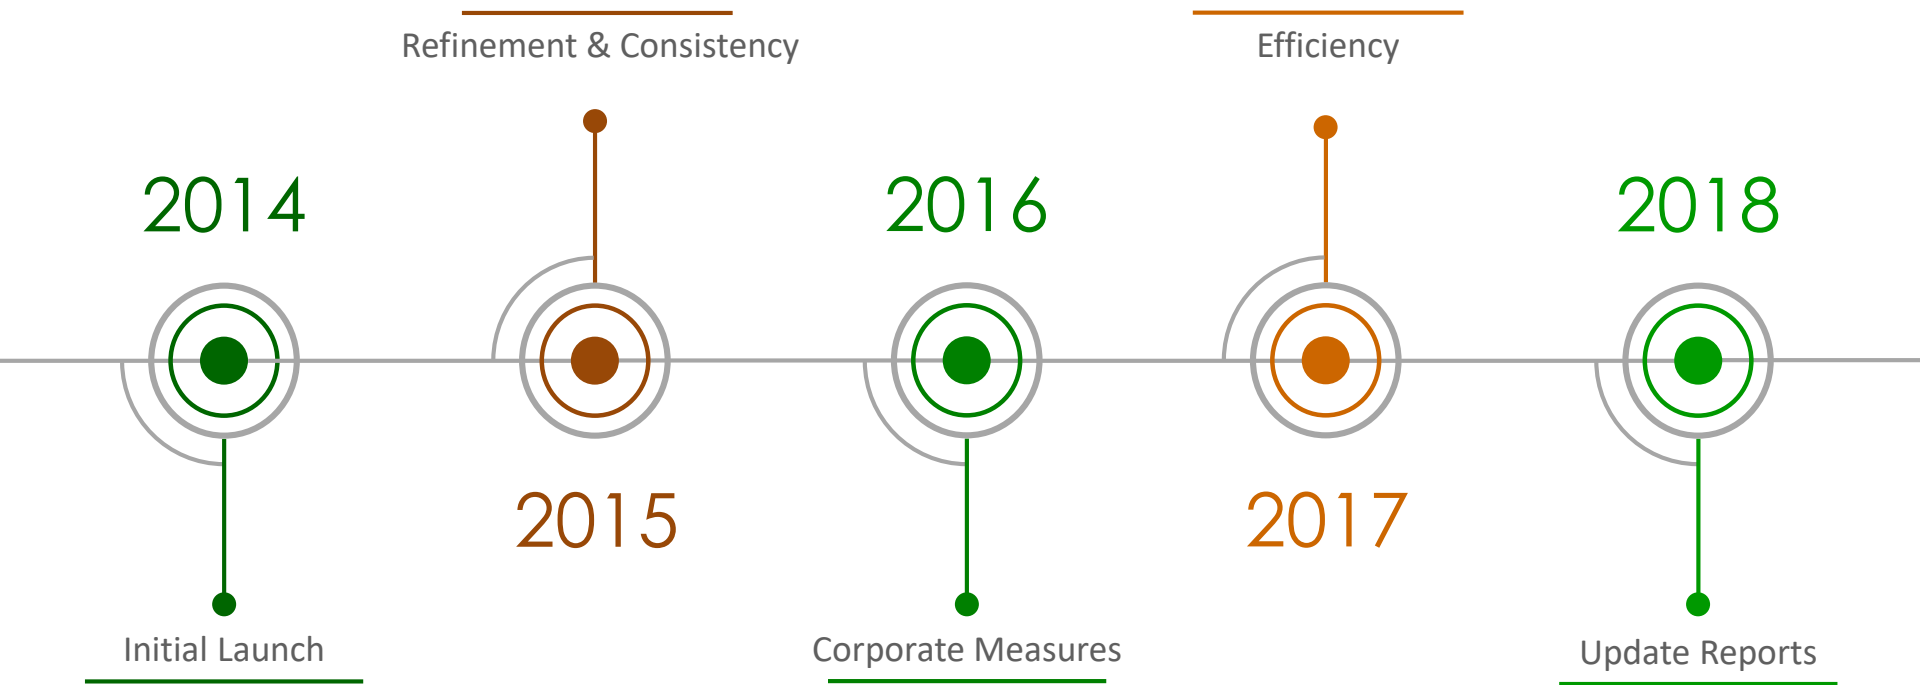 Refinement & Consistency
Efficiency
2014
2016
2018
2015
2017
Initial Launch
Corporate Measures
Update Reports